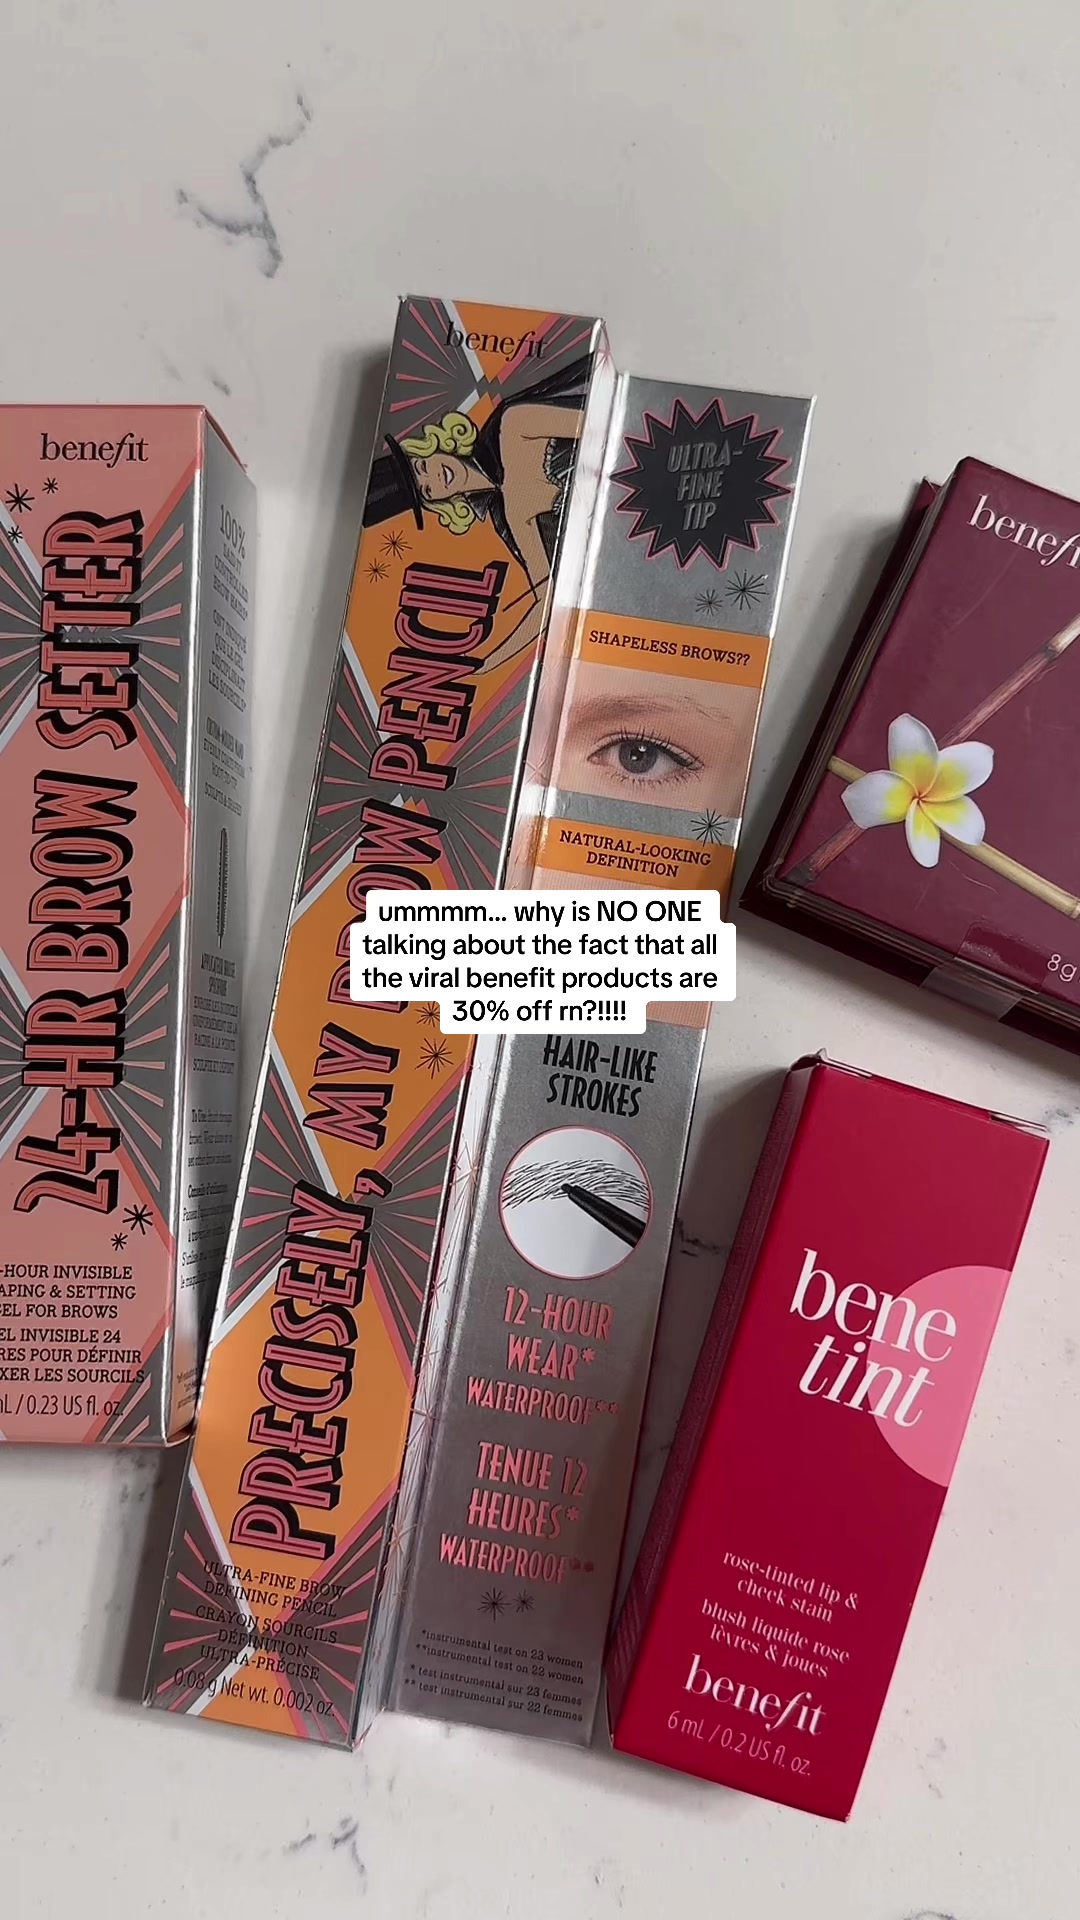 benefit
24-HR BROW SETTER
-HOUR INVISIBLE
APING & SETTING
EL FOR BROWS
EL INVISIBLE 24
RES POUR DÉFINIR
XER LES SOURCILS
mL / 0.23 US fl. oz.
100%
benefit
PRECISELY, MY BROW PENCIL
ULTRA-FINE BROW
DEFINING PENCIL
CRAYON SOURCILS
DÉFINITION
ULTRA-PRÉCISE
0.08 g Net wt. 0.002 oz.
ULTRA-
FINE
TIP
SHAPELESS BROWS??
NATURAL-LOOKING
DEFINITION
ummmm... why is NO ONE
talking about the fact that all
the viral benefit products are
30% off rn?!!!!
HAIR-LIKE
STROKES
12-HOUR
WEAR*
WATERPROOF**
TENUE 12
HEURES*
WATERPROOF**
*instrumental test on 23 women
**instrumental test on 22 women
* test instrumental sur 23 femmes
** test instrumental sur 22 femmes
benefi
8g
bene
tint
rose-tinted lip &
cheek stain
blush liquide rose
lèvres & joues
benefit
6 mL / 0.2 US fl. oz.